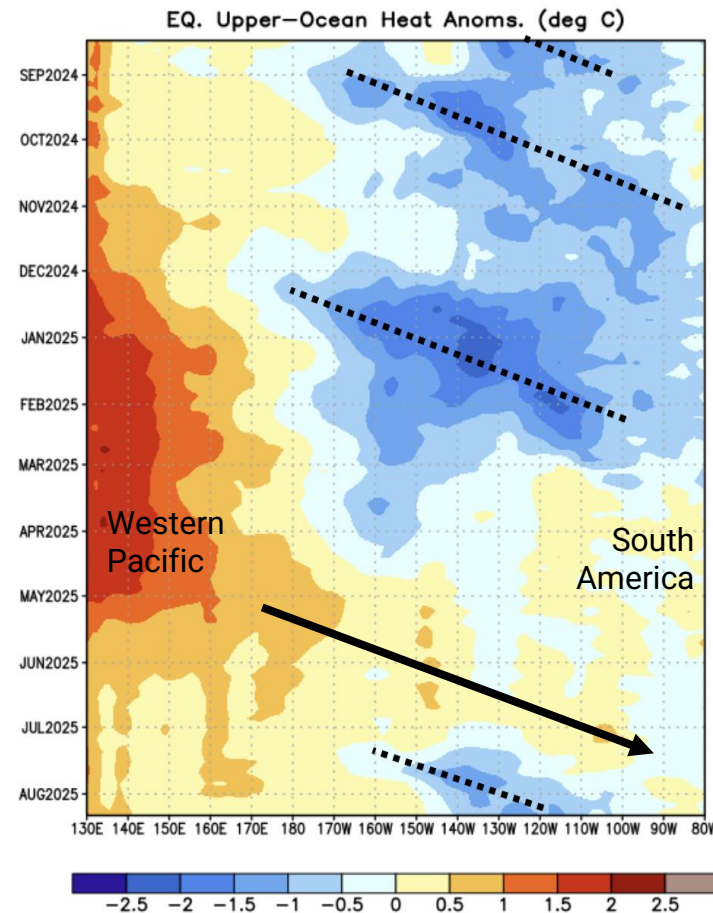 EQ. Upper-Ocean Heat Anoms. (deg C)
SEP2024
OCT2024
NOV2024
DEC2024
JAN2025
FEB2025
MAR2025
APR2025
MAY2025
JUN2025
JUL2025
AUG2025
Western
Pacific
South
America
130E 140E 150E 160E 170E 180 170W 160W 150W 140W 130W 120W 110W 100W 90W 80W
-2.5 -2 -1.5 -1 -0.5 0 0.5 1 1.5 2 2.5